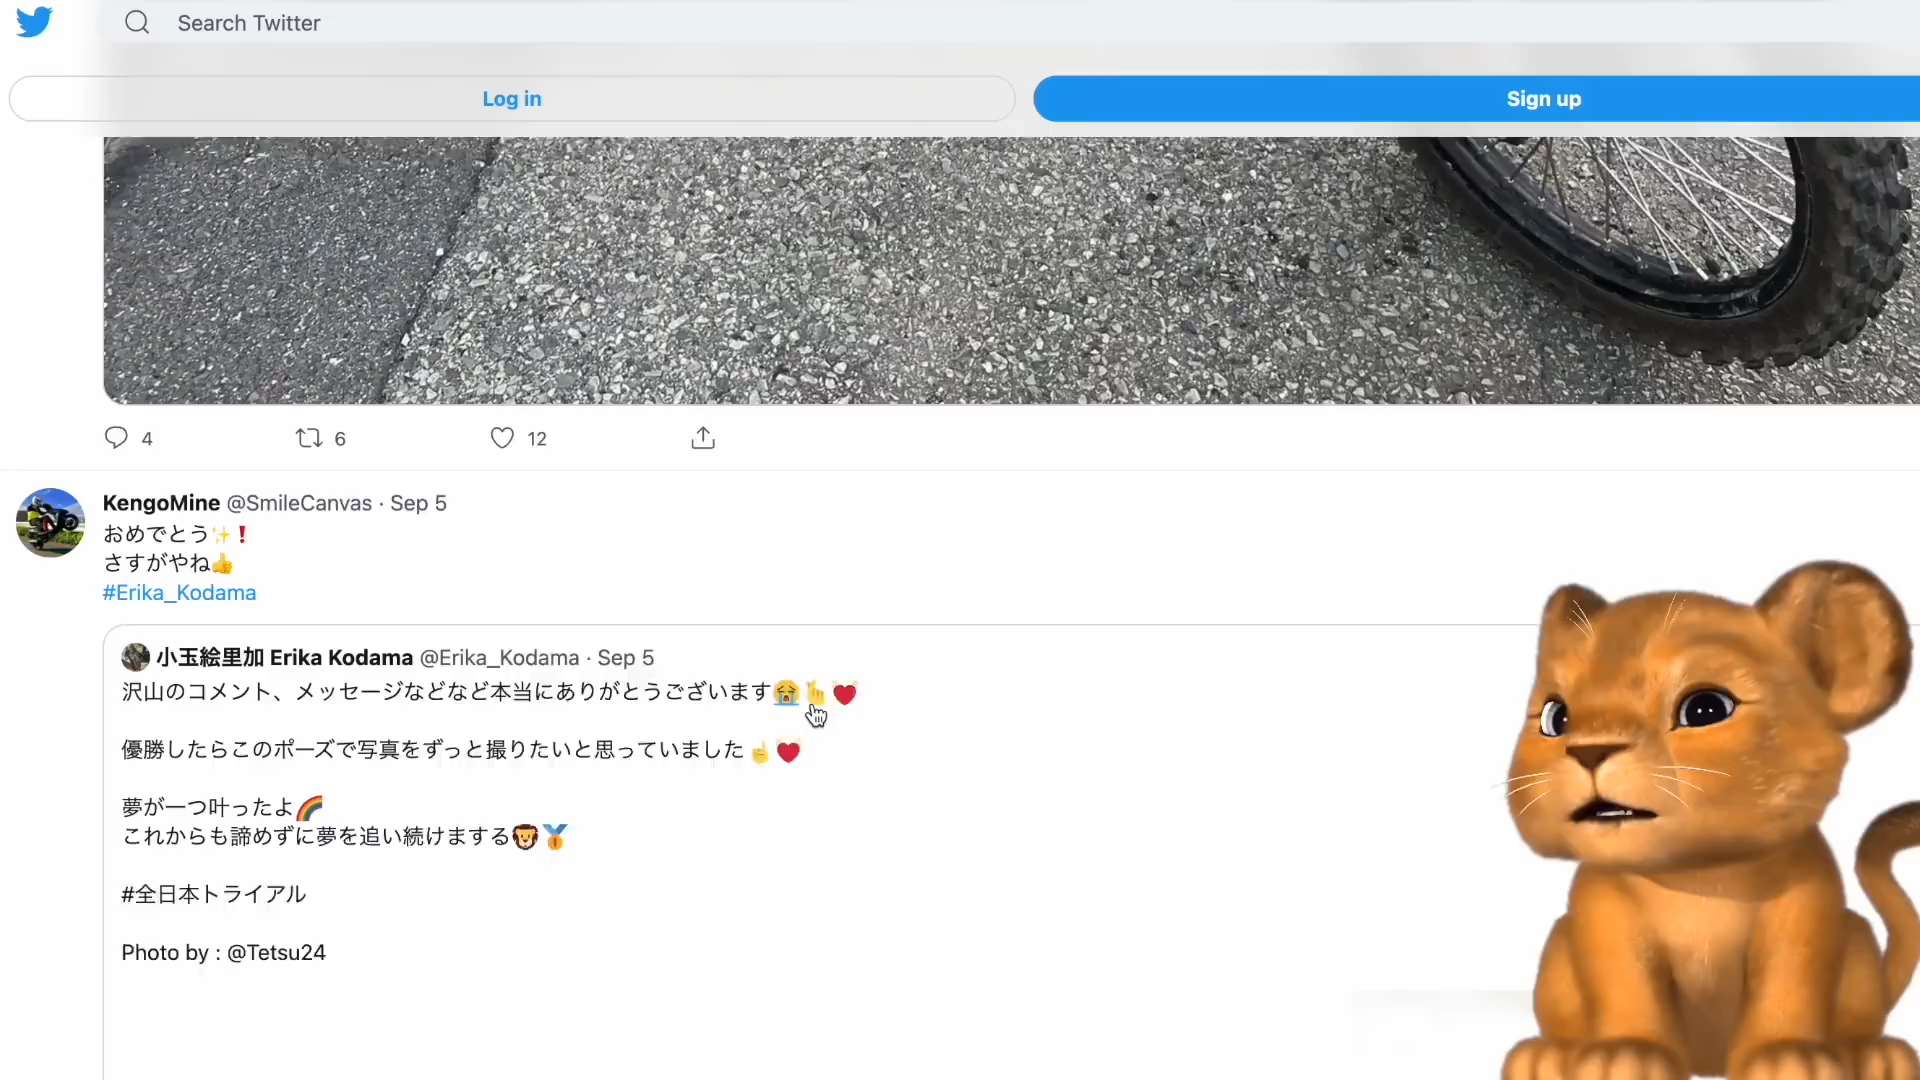 Search Twitter
Log in
Sign up
4
6
12
KengoMine @SmileCanvas · Sep 5
おめでとう✨❗
さすがやね👍
#Erika_Kodama
小玉絵里加 Erika Kodama @Erika_Kodama · Sep 5
沢山のコメント、メッセージなどなど本当にありがとうございます😭👆💓
優勝したらこのポーズで写真をずっと撮りたいと思っていました☝💓
夢が一つ叶ったよ🌈
これからも諦めずに夢を追い続けまする🦁🏅
#全日本トライアル
Photo by : @Tetsu24